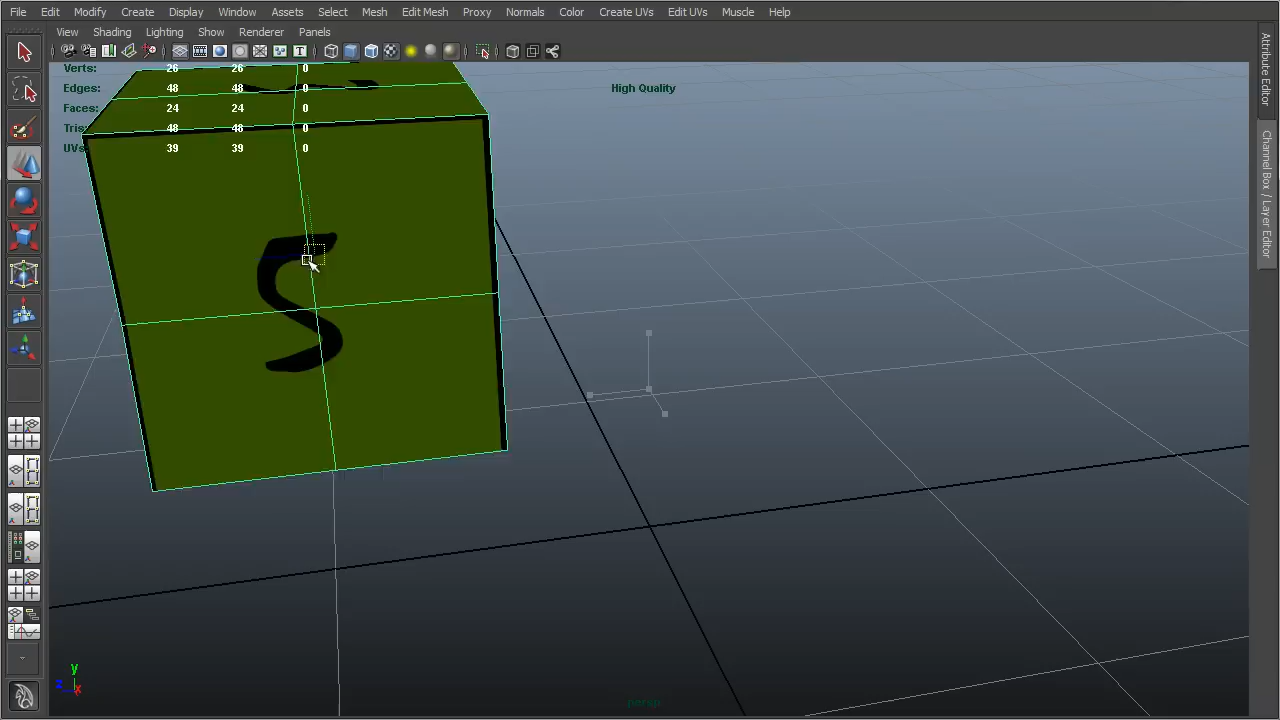 File Edit Modify Create Display Window Assets Select Mesh Edit Mesh Proxy Normals Color Create UVs Edit UVs Muscle Help
View Shading Lighting Show Renderer Panels
Verts: 26 26 0
Edges: 48 48 0
Faces: 24 24 0
Tris: 48 48 0
UVs: 39 39 0
High Quality
5
Attribute Editor
Channel Box / Layer Editor
y
z x
persp